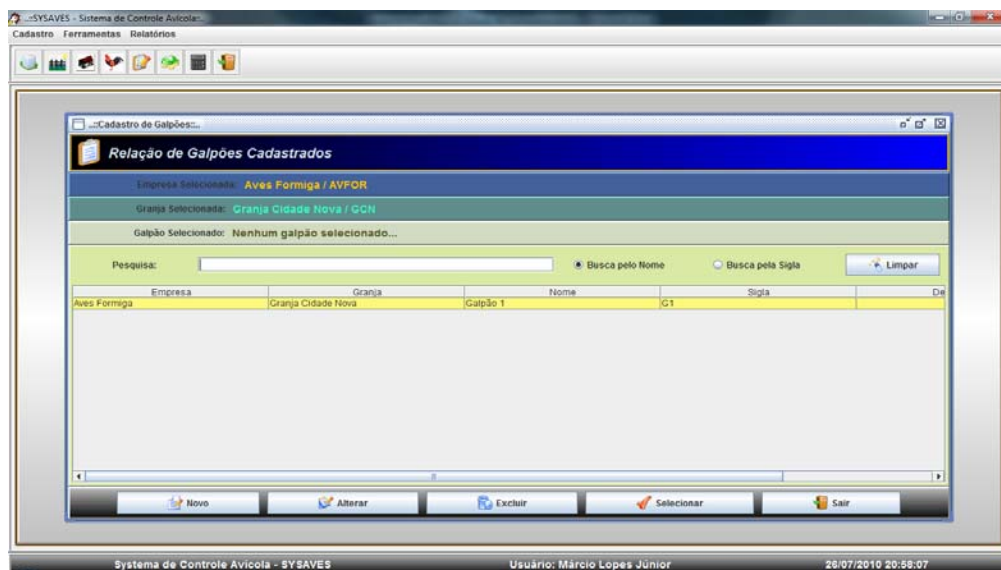 ..::SYSAVES - Sistema de Controle Avícola::..
Cadastro Ferramentas Relatórios
..::Cadastro de Galpões::..
Relação de Galpões Cadastrados
Empresa Selecionada: Aves Formiga / AVFOR
Granja Selecionada: Granja Cidade Nova / GCN
Galpão Selecionado: Nenhum galpão selecionado...
Pesquisa: Busca pelo Nome Busca pela Sigla Limpar
Empresa Granja Nome Sigla De
Aves Formiga Granja Cidade Nova Galpão 1 G1
Novo Alterar Excluir Selecionar Sair
Systema de Controle Avícola - SYSAVES Usuário: Márcio Lopes Júnior 26/07/2010 20:58:07